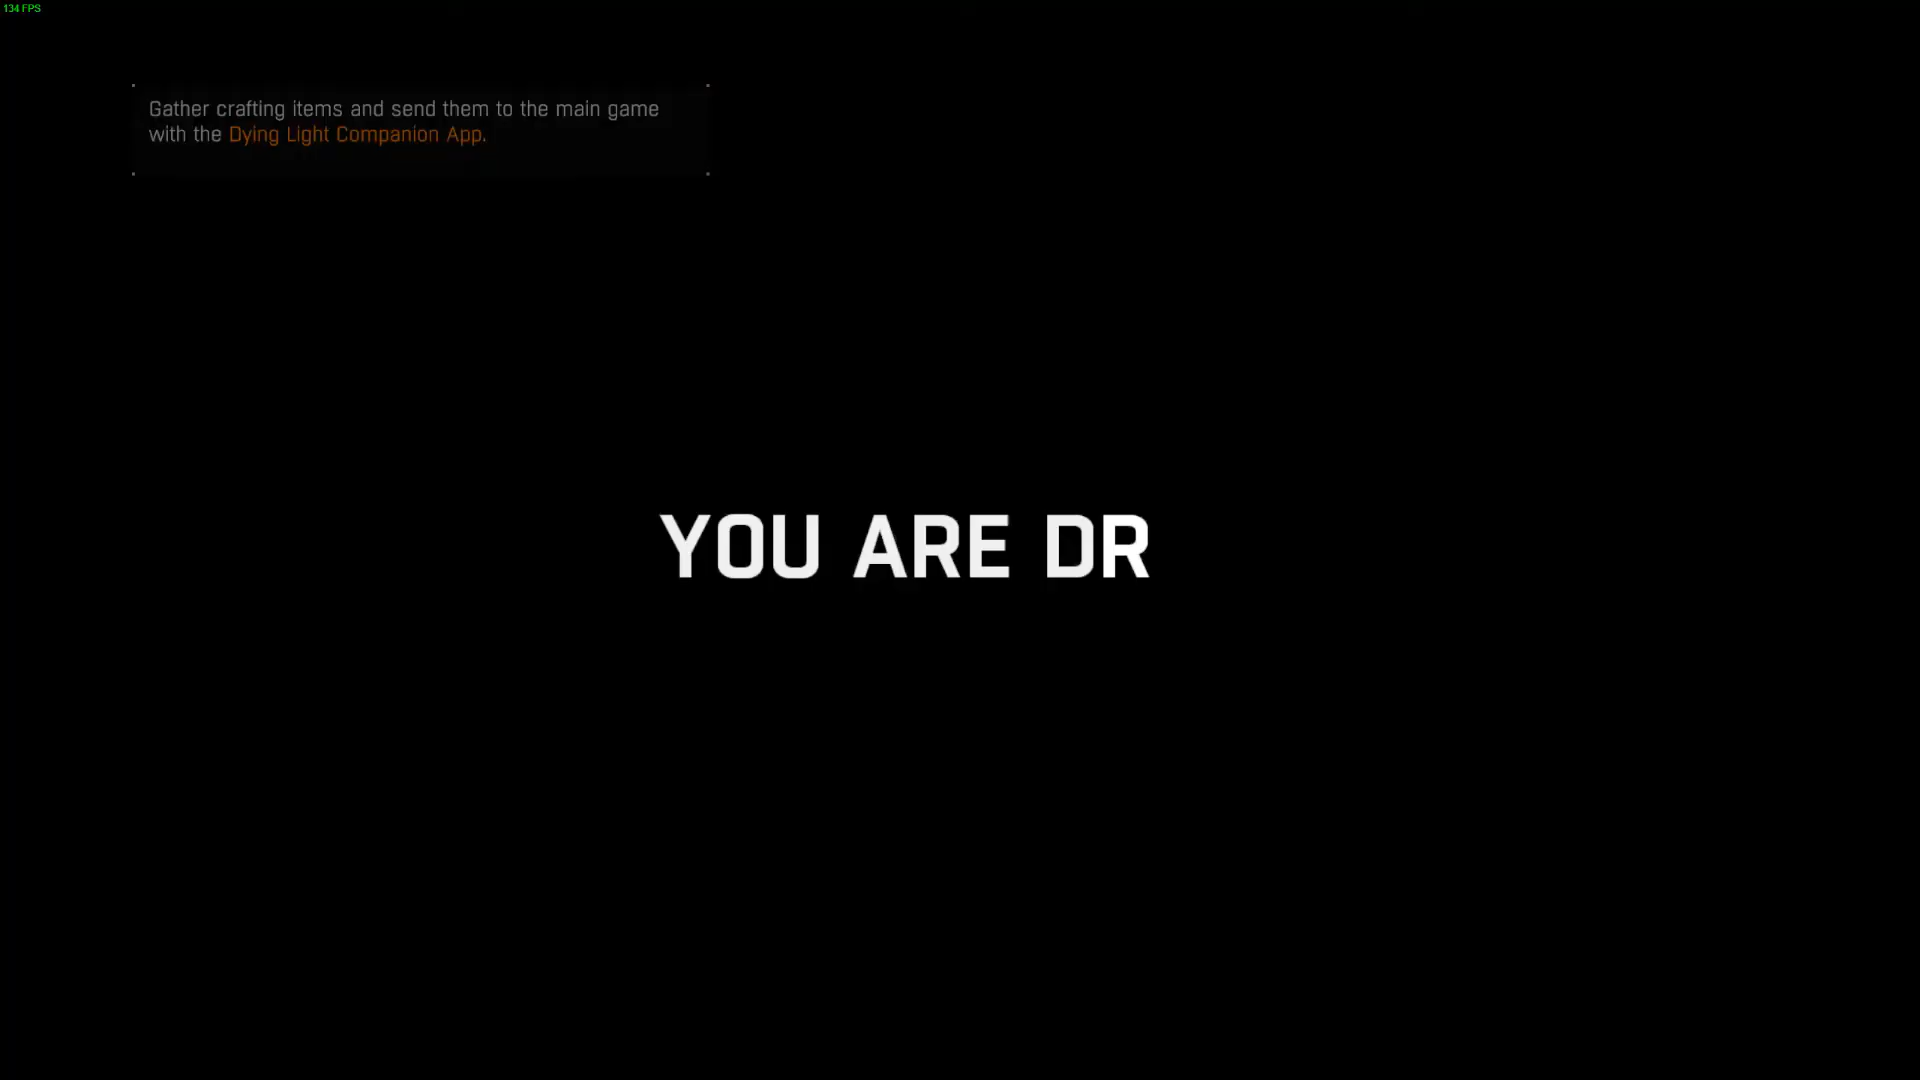 134 FPS
Gather crafting items and send them to the main game
with the Dying Light Companion App.
YOU ARE DR